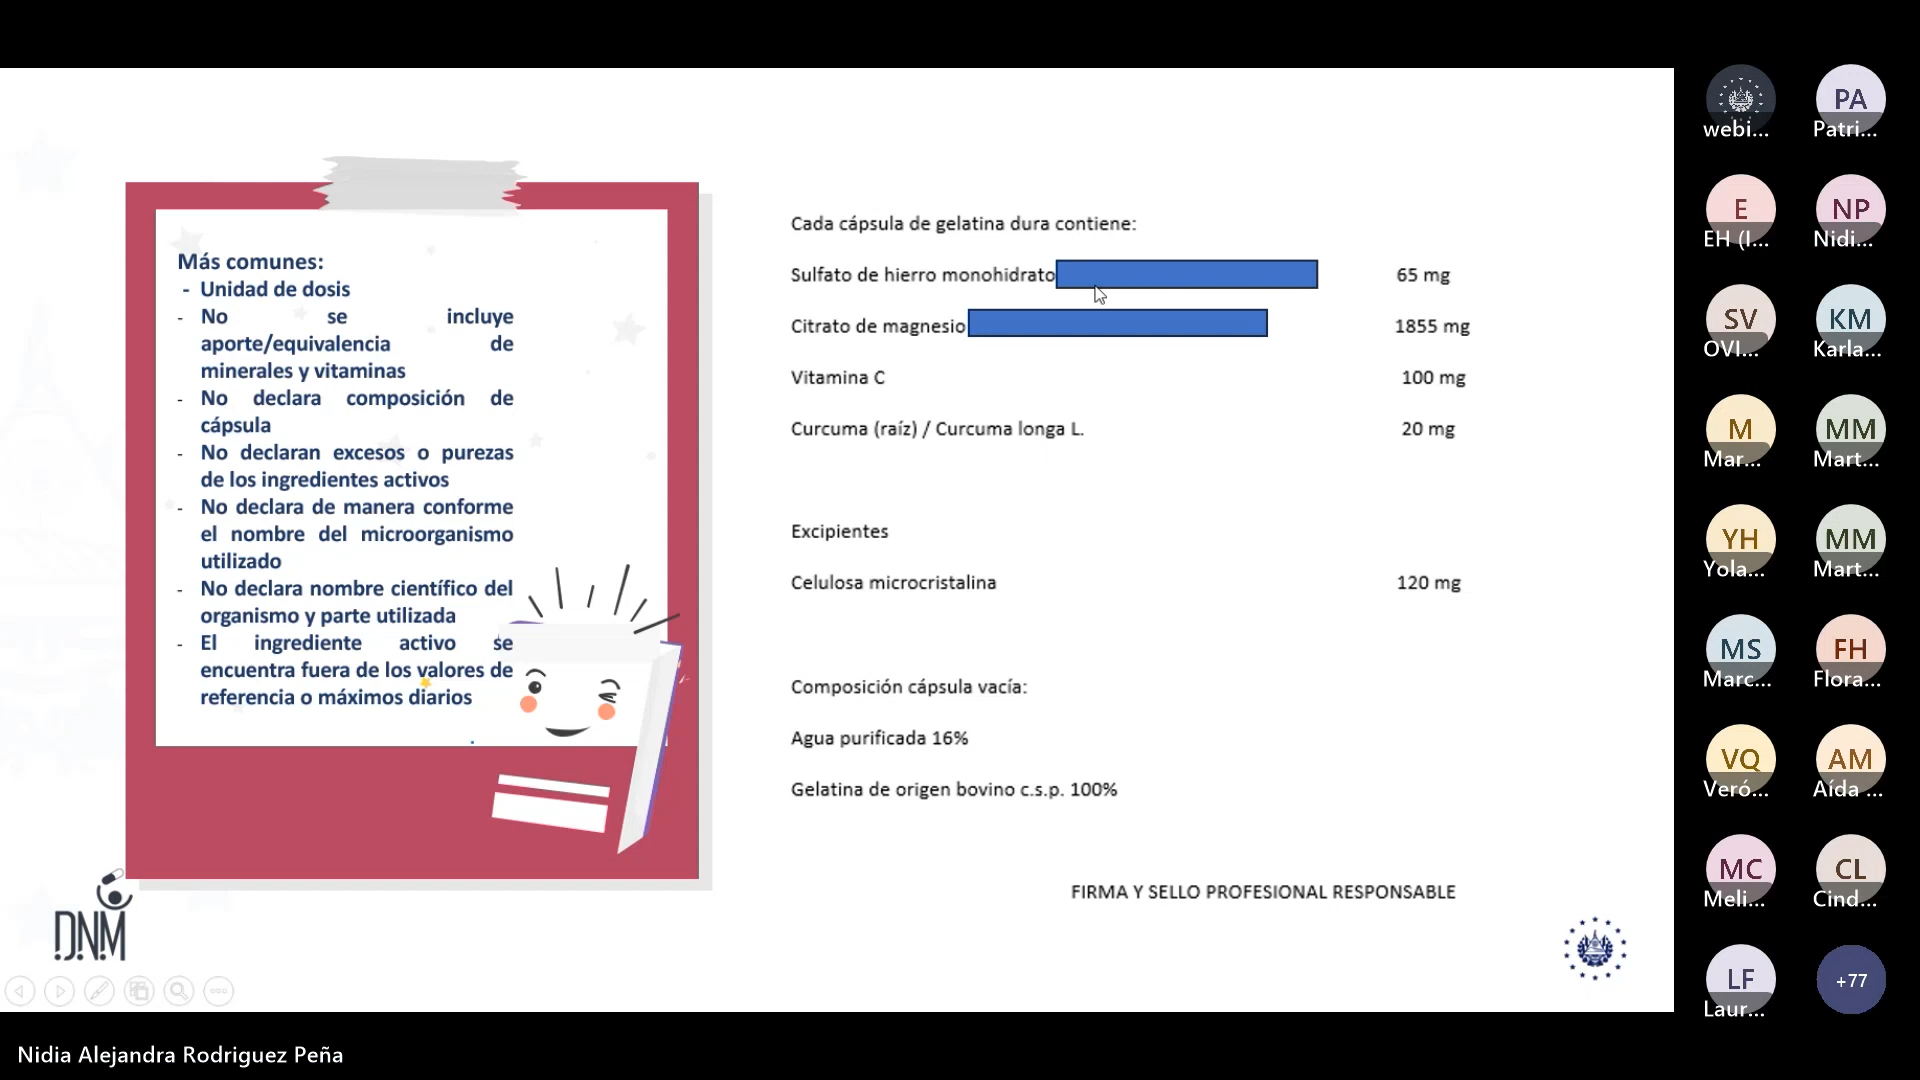 Más comunes:
- Unidad de dosis
- No se incluye
aporte/equivalencia de
minerales y vitaminas
- No declara composición de
cápsula
- No declaran excesos o purezas
de los ingredientes activos
- No declara de manera conforme
el nombre del microorganismo
utilizado
- No declara nombre científico del
organismo y parte utilizada
- El ingrediente activo se
encuentra fuera de los valores de
referencia o máximos diarios
DNM
Cada cápsula de gelatina dura contiene:
Sulfato de hierro monohidrato 65 mg
Citrato de magnesio 1855 mg
Vitamina C 100 mg
Curcuma (raíz) / Curcuma longa L. 20 mg
Excipientes
Celulosa microcristalina 120 mg
Composición cápsula vacía:
Agua purificada 16%
Gelatina de origen bovino c.s.p. 100%
FIRMA Y SELLO PROFESIONAL RESPONSABLE
webi...
PA
Patri...
E
EH (I...
NP
Nidi...
SV
OVI...
KM
Karla...
M
Mar...
MM
Mart...
YH
Yola...
MM
Mart...
MS
Marc...
FH
Flora...
VQ
Veró...
AM
Aída ...
MC
Meli...
CL
Cind...
LF
Laur...
+77
Nidia Alejandra Rodriguez Peña